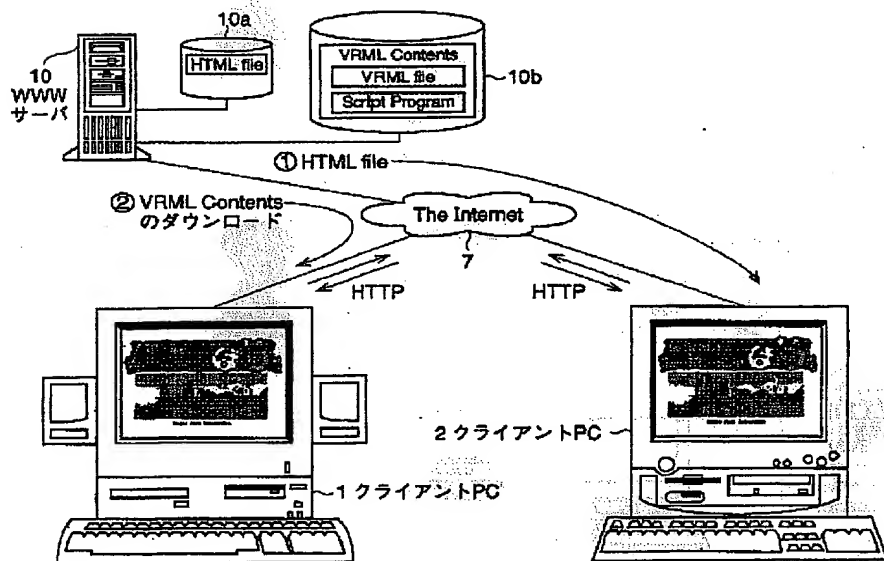 10a
HTML file
10
WWW
サーバ
VRML Contents
VRML file
Script Program
10b
① HTML file
② VRML Contents
のダウンロード
The Internet
7
HTTP
HTTP
2 クライアントPC
1 クライアントPC